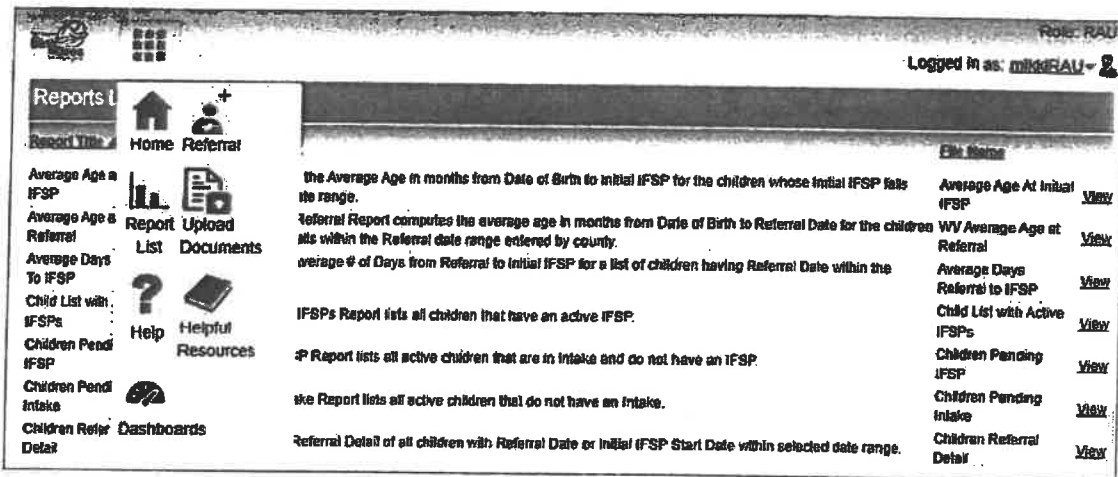 Role: RAU
Logged in as: mikkiRAU
Reports L
Home Referral
Report List
Upload Documents
Help
Helpful Resources
Dashboards
Report Title
File Name
Average Age a
IFSP
the Average Age in months from Date of Birth to Initial IFSP for the children whose Initial IFSP falls
te range.
Average Age At Initial
IFSP
View
Average Age a
Referral
Referral Report computes the average age in months from Date of Birth to Referral Date for the children
alls within the Referral date range entered by county.
WV Average Age at
Referral
View
Average Days
To IFSP
average # of Days from Referral to Initial IFSP for a list of children having Referral Date within the
Average Days
Referral to IFSP
View
Child List with
IFSPs
IFSPs Report lists all children that have an active IFSP.
Child List with Active
IFSPs
View
Children Pendi
IFSP
SP Report lists all active children that are in Intake and do not have an IFSP.
Children Pending
IFSP
View
Children Pendi
Intake
ake Report lists all active children that do not have an Intake.
Children Pending
Intake
View
Children Refer
Detail
Referral Detail of all children with Referral Date or Initial IFSP Start Date within selected date range.
Children Referral
Detail
View